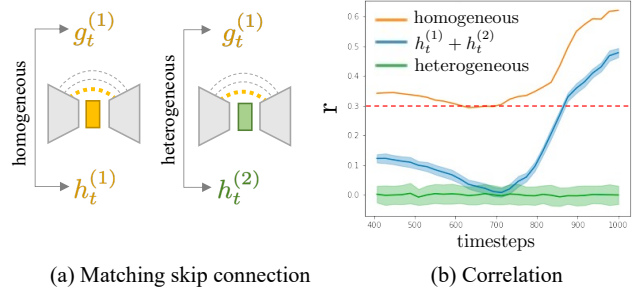 homogeneous
g_t^{(1)}
h_t^{(1)}
heterogeneous
g_t^{(1)}
h_t^{(2)}
(a) Matching skip connection
r
0.6
0.5
0.4
0.3
0.2
0.1
0.0
homogeneous
h_t^{(1)} + h_t^{(2)}
heterogeneous
400 500 600 700 800 900 1000
timesteps
(b) Correlation